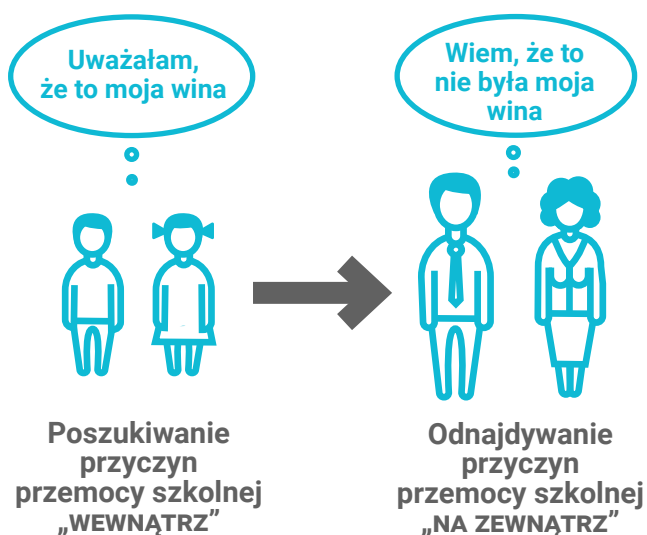 Uważałam,
że to moja wina
Wiem, że to
nie była moja
wina
Poszukiwanie
przyczyn
przemocy szkolnej
„WEWNĄTRZ”
Odnajdywanie
przyczyn
przemocy szkolnej
„NA ZEWNĄTRZ”